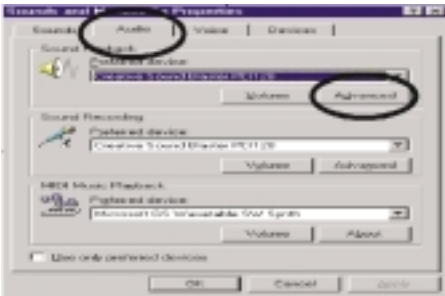 Sounds and Multimedia Properties
Sounds Audio Voice Devices
Sound Playback
Preferred device:
Creative Sound Blaster PCI128
Volume Advanced
Sound Recording
Preferred device:
Creative Sound Blaster PCI128
Volume Advanced
MIDI Music Playback
Preferred device:
Microsoft GS Wavetable SW Synth
Volume About
Use only preferred devices
OK Cancel Apply